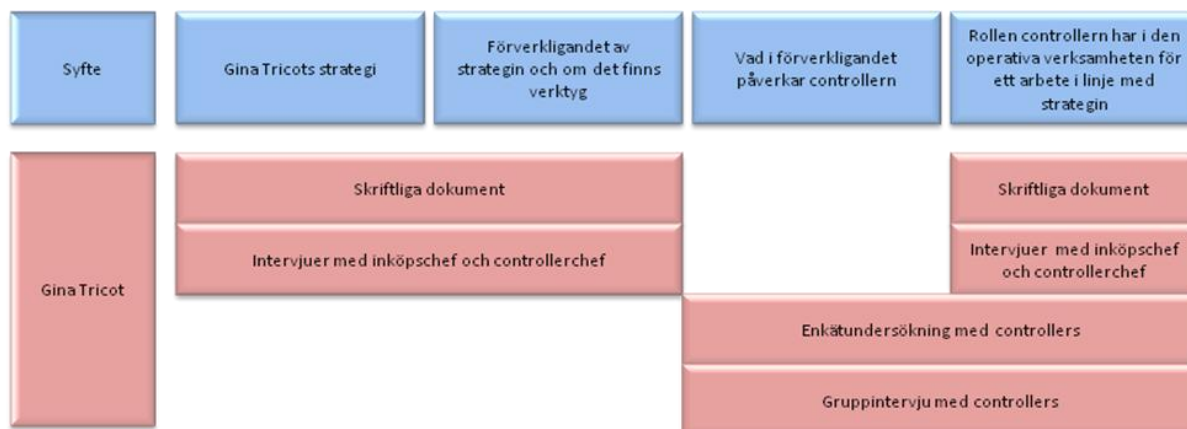 Syfte
Gina Tricots strategi
Förverkligandet av
strategin och om det finns
verktyg
Vad i förverkligandet
påverkar controllern
Rollen controllern har i den
operativa verksamheten för
ett arbete i linje med
strategin
Gina Tricot
Skriftliga dokument
Skriftliga dokument
Intervjuer med inköpschef och controllerchef
Intervjuer med inköpschef
och controllerchef
Enkätundersökning med controllers
Gruppintervju med controllers